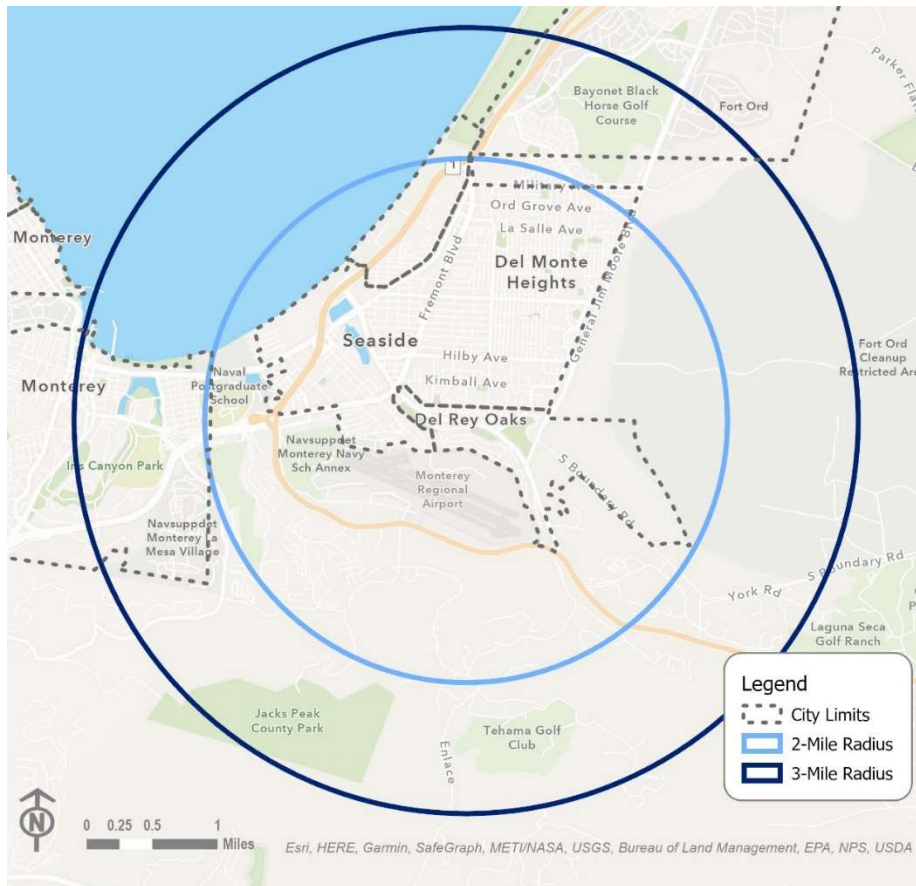 Parker Fla
Bayonet Black
Horse Golf
Course
Fort Ord
1
Military Ave
Ord Grove Ave
La Salle Ave
Monterey
Del Monte
Heights
Fremont Blvd
General Jim Moore Blvd
Seaside
Fort Ord
Cleanup
Restricted Are
Hilby Ave
Kimball Ave
Monterey
Naval
Postgraduate
School
Del Rey Oaks
Navsuppdet
Monterey Navy
Sch Annex
Iris Canyon Park
Monterey
Regional
Airport
S Boundary Rd
Navsuppdet
Monterey La
Mesa Village
S Boundary Rd
York Rd
Laguna Seca
Golf Ranch
Jacks Peak
County Park
Tehama Golf
Club
Enlace
Legend
City Limits
2-Mile Radius
3-Mile Radius
N
0 0.25 0.5 1
Miles
Esri, HERE, Garmin, SafeGraph, METI/NASA, USGS, Bureau of Land Management, EPA, NPS, USDA